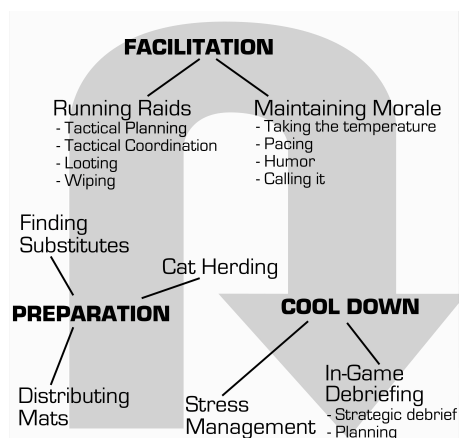 FACILITATION
Running Raids
- Tactical Planning
- Tactical Coordination
- Looting
- Wiping
Maintaining Morale
- Taking the temperature
- Pacing
- Humor
- Calling it
Finding
Substitutes
Cat Herding
PREPARATION
Distributing
Mats
COOL DOWN
Stress
Management
In-Game
Debriefing
- Strategic debrief
- Planning